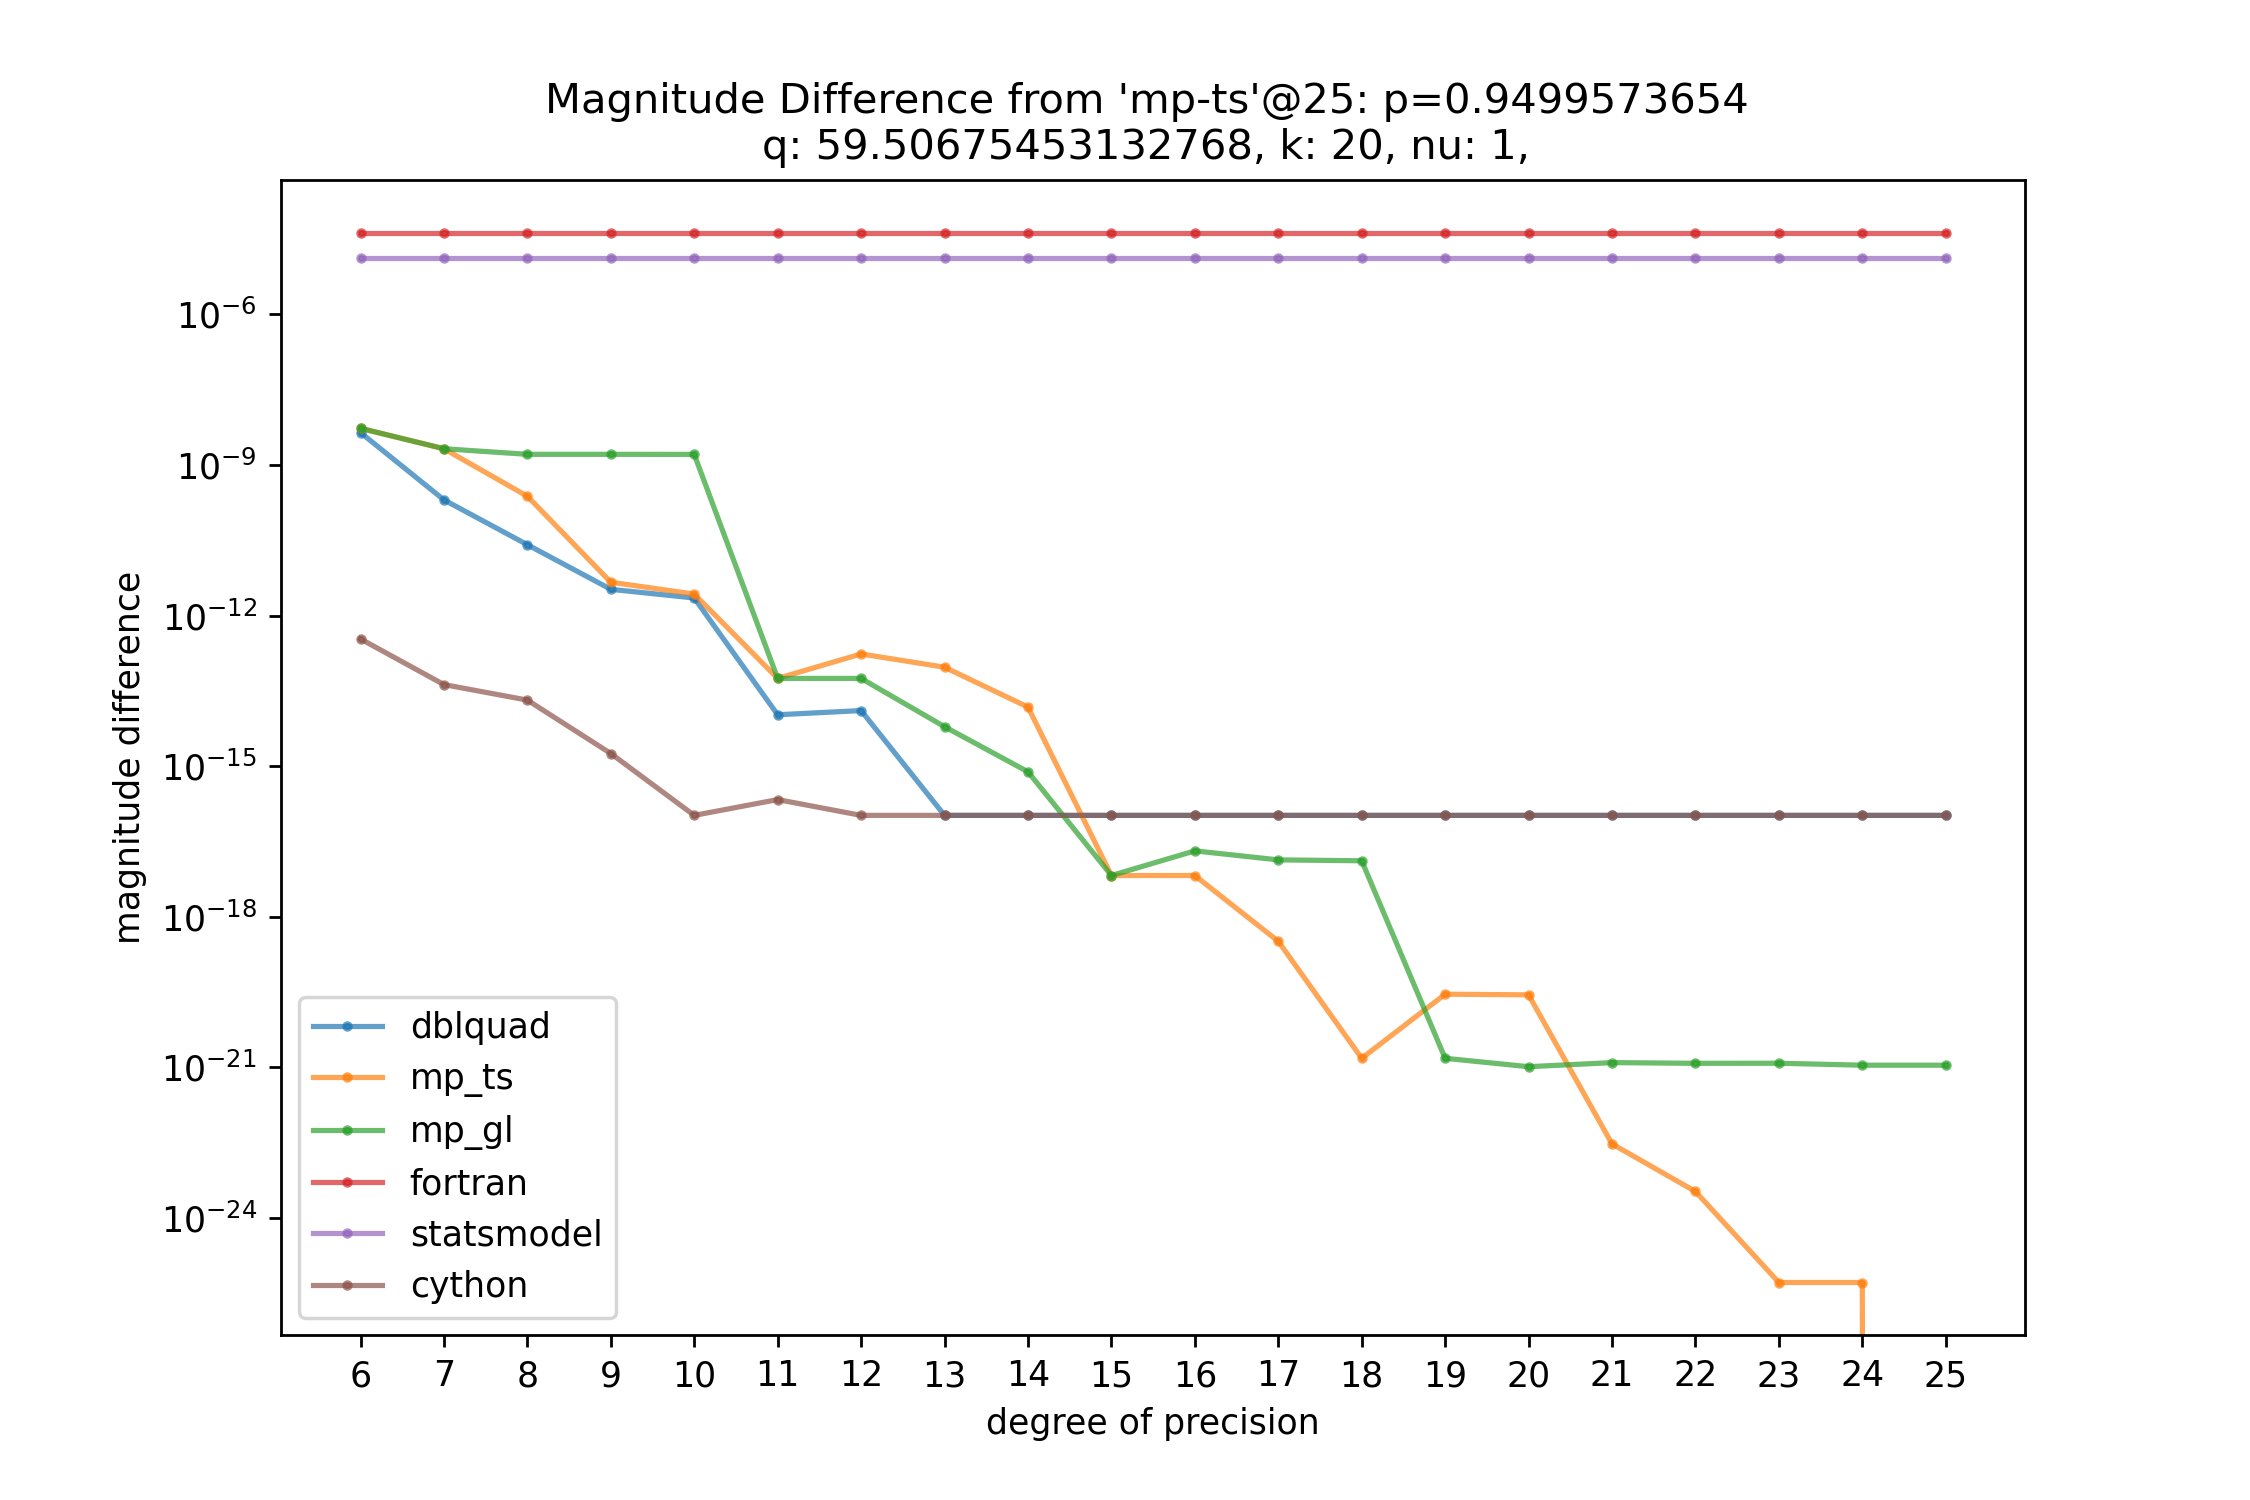 Magnitude Difference from 'mp-ts'@25: p=0.9499573654
q: 59.50675453132768, k: 20, nu: 1,
magnitude difference
10⁻⁶
10⁻⁹
10⁻¹²
10⁻¹⁵
10⁻¹⁸
10⁻²¹
10⁻²⁴
dblquad
mp_ts
mp_gl
fortran
statsmodel
cython
6 7 8 9 10 11 12 13 14 15 16 17 18 19 20 21 22 23 24 25
degree of precision